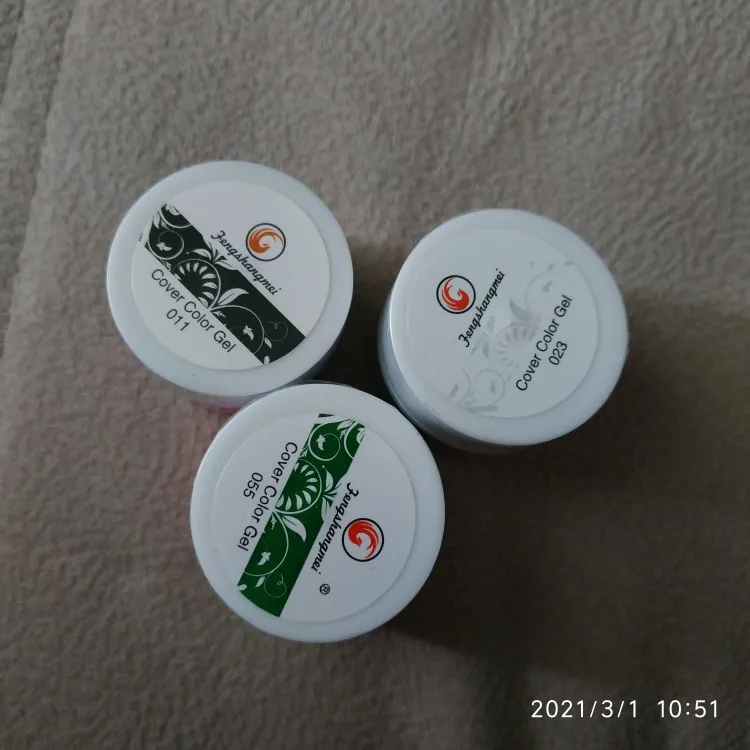 Fengshangmei
Cover Color Gel
011
Fengshangmei
Cover Color Gel
023
Fengshangmei ®
Cover Color Gel
055
2021/3/1 10:51